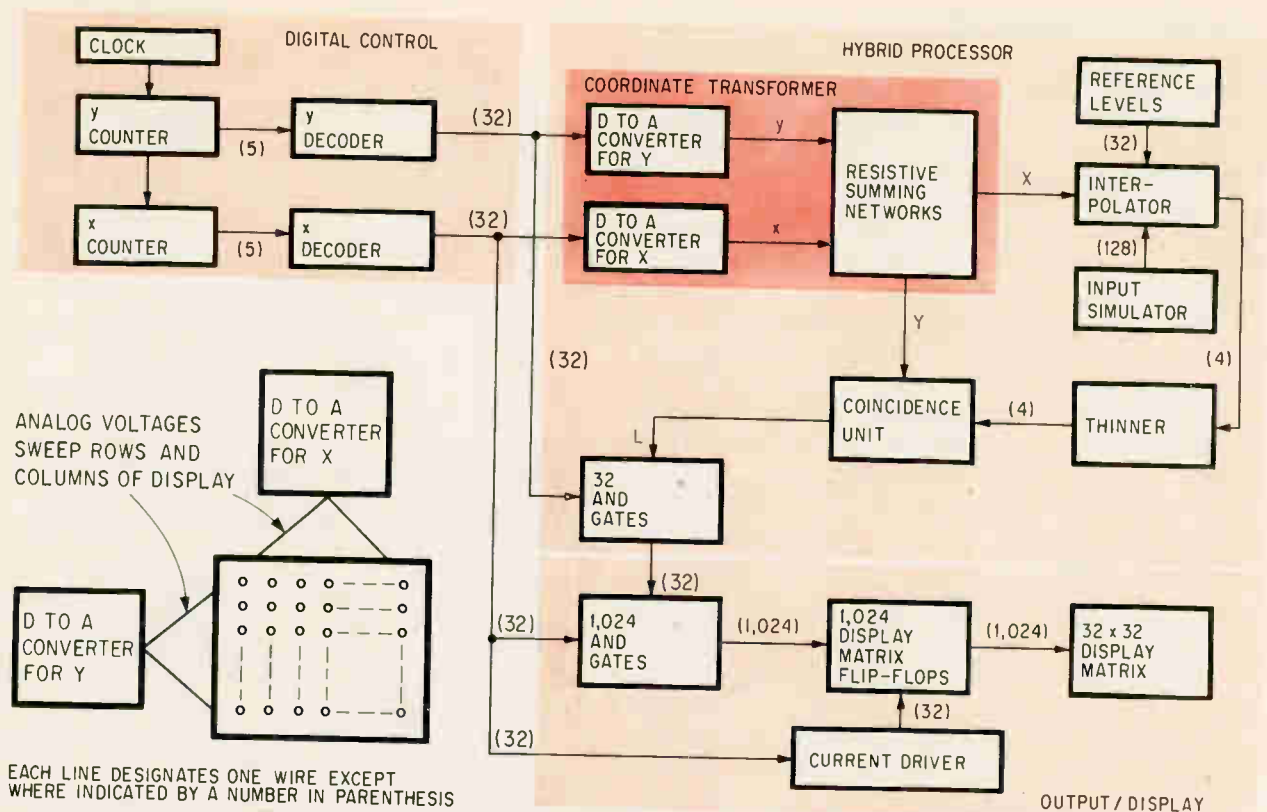 DIGITAL CONTROL
CLOCK
y
COUNTER
(5)
y
DECODER
(32)
x
COUNTER
(5)
x
DECODER
(32)
HYBRID PROCESSOR
COORDINATE TRANSFORMER
D TO A
CONVERTER
FOR Y
y
D TO A
CONVERTER
FOR X
x
RESISTIVE
SUMMING
NETWORKS
X
Y
REFERENCE
LEVELS
(32)
INTER-
POLATOR
(128)
INPUT
SIMULATOR
(4)
THINNER
(4)
COINCIDENCE
UNIT
L
(32)
32
AND
GATES
(32)
(32)
1,024
AND
GATES
(1,024)
1,024
DISPLAY
MATRIX
FLIP-FLOPS
(1,024)
32 x 32
DISPLAY
MATRIX
(32)
(32)
CURRENT DRIVER
OUTPUT/DISPLAY
ANALOG VOLTAGES
SWEEP ROWS AND
COLUMNS OF DISPLAY
D TO A
CONVERTER
FOR X
D TO A
CONVERTER
FOR Y
EACH LINE DESIGNATES ONE WIRE EXCEPT
WHERE INDICATED BY A NUMBER IN PARENTHESIS